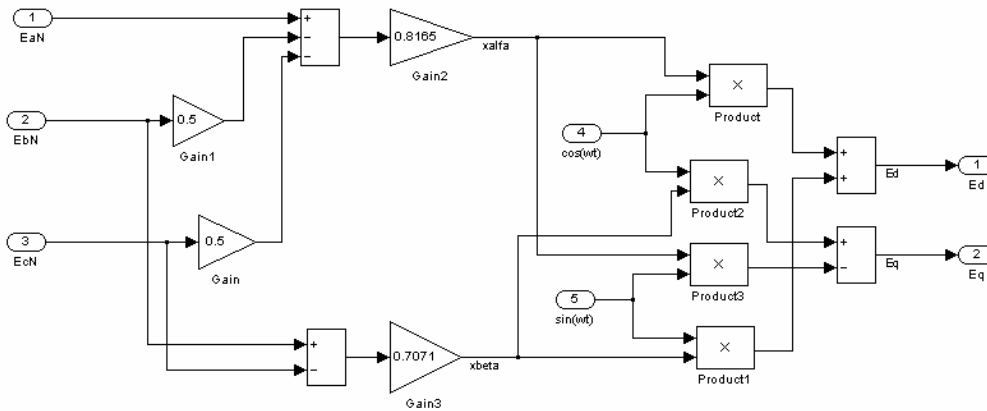 1
EaN
+
−
−
0.8165
Gain2
xalfa
2
EbN
0.5
Gain1
×
Product
4
cos(wt)
+
+
Ed
1
Ed
×
Product2
3
EcN
0.5
Gain
+
−
Eq
2
Eq
×
Product3
5
sin(wt)
+
−
0.7071
Gain3
xbeta
×
Product1